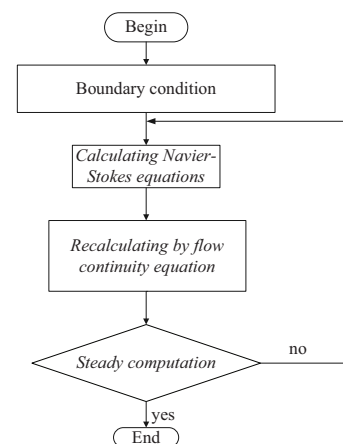 Begin
Boundary condition
Calculating Navier-
Stokes equations
Recalculating by flow
continuity equation
Steady computation
no
yes
End